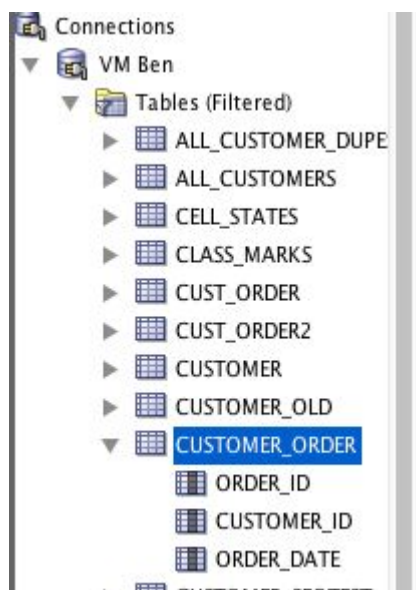 Connections
VM Ben
Tables (Filtered)
ALL_CUSTOMER_DUPE
ALL_CUSTOMERS
CELL_STATES
CLASS_MARKS
CUST_ORDER
CUST_ORDER2
CUSTOMER
CUSTOMER_OLD
CUSTOMER_ORDER
ORDER_ID
CUSTOMER_ID
ORDER_DATE